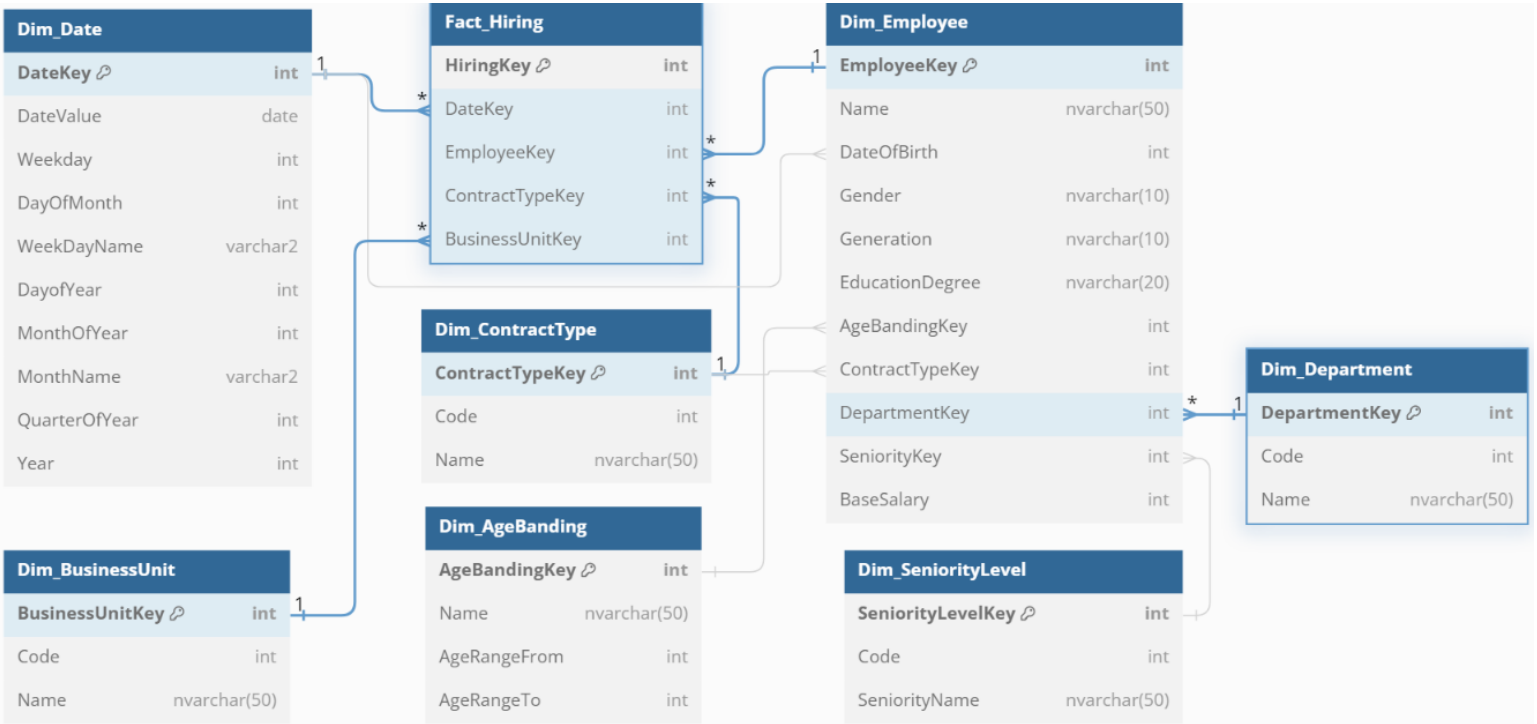 Dim_Date
DateKey int
DateValue date
Weekday int
DayOfMonth int
WeekDayName varchar2
DayofYear int
MonthOfYear int
MonthName varchar2
QuarterOfYear int
Year int
1
*
Fact_Hiring
HiringKey int
DateKey int
EmployeeKey int
ContractTypeKey int
BusinessUnitKey int
*
*
*
1
Dim_Employee
EmployeeKey int
Name nvarchar(50)
DateOfBirth int
Gender nvarchar(10)
Generation nvarchar(10)
EducationDegree nvarchar(20)
AgeBandingKey int
ContractTypeKey int
DepartmentKey int
SeniorityKey int
BaseSalary int
*
1
Dim_Department
DepartmentKey int
Code int
Name nvarchar(50)
Dim_ContractType
ContractTypeKey int
Code int
Name nvarchar(50)
1
Dim_BusinessUnit
BusinessUnitKey int
Code int
Name nvarchar(50)
1
Dim_AgeBanding
AgeBandingKey int
Name nvarchar(50)
AgeRangeFrom int
AgeRangeTo int
Dim_SeniorityLevel
SeniorityLevelKey int
Code int
SeniorityName nvarchar(50)